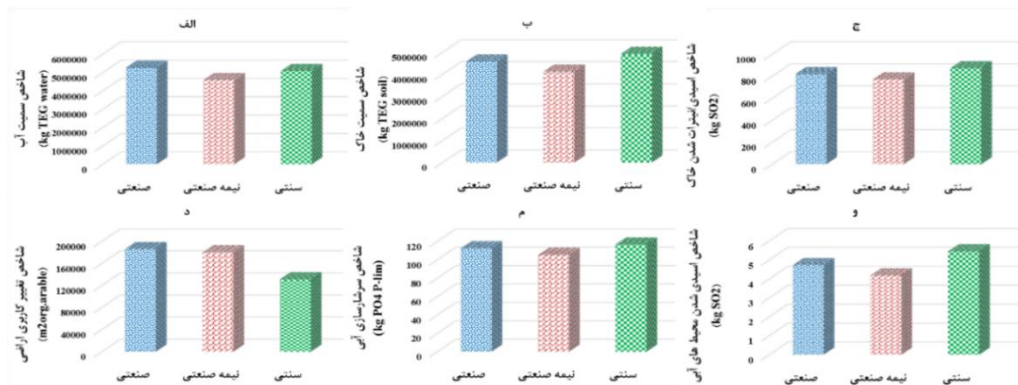 الف
شاخص سمیت آب
(kg TEG water)
6000000
5000000
4000000
3000000
2000000
1000000
0
صنعتی
نیمه صنعتی
سنتی
ب
شاخص سمیت خاک
(kg TEG soil)
5000000
4000000
3000000
2000000
1000000
0
صنعتی
نیمه صنعتی
سنتی
ج
شاخص اسیدی/نیترات شدن خاک
(kg SO2)
1000
800
600
400
200
0
صنعتی
نیمه صنعتی
سنتی
د
شاخص تغییر کاربری اراضی
(m2org.arable)
200000
160000
120000
80000
40000
0
صنعتی
نیمه صنعتی
سنتی
م
شاخص سرشارسازی آبی
(kg PO4 P-lim)
120
100
80
60
40
20
0
صنعتی
نیمه صنعتی
سنتی
و
شاخص اسیدی شدن محیط های آبی
(kg SO2)
6
5
4
3
2
1
0
صنعتی
نیمه صنعتی
سنتی